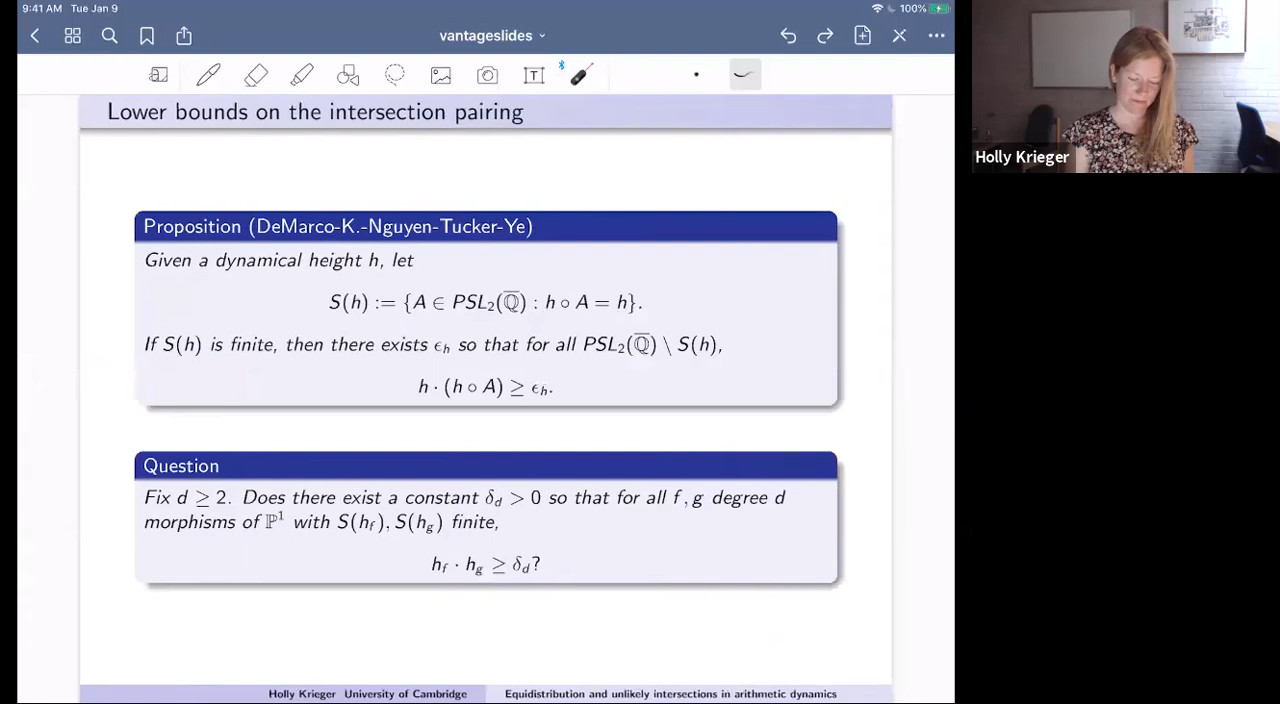 9:41 AM Tue Jan 9
100%
vantageslides
T
Lower bounds on the intersection pairing
Proposition (DeMarco-K.-Nguyen-Tucker-Ye)
Given a dynamical height h, let
S(h) := {A ∈ PSL₂(ℚ̅) : h ∘ A = h}.
If S(h) is finite, then there exists ϵₕ so that for all PSL₂(ℚ̅) \ S(h),
h · (h ∘ A) ≥ ϵₕ.
Question
Fix d ≥ 2. Does there exist a constant δ_d > 0 so that for all f, g degree d
morphisms of ℙ¹ with S(h_f), S(h_g) finite,
h_f · h_g ≥ δ_d?
Holly Krieger University of Cambridge
Equidistribution and unlikely intersections in arithmetic dynamics
Holly Krieger